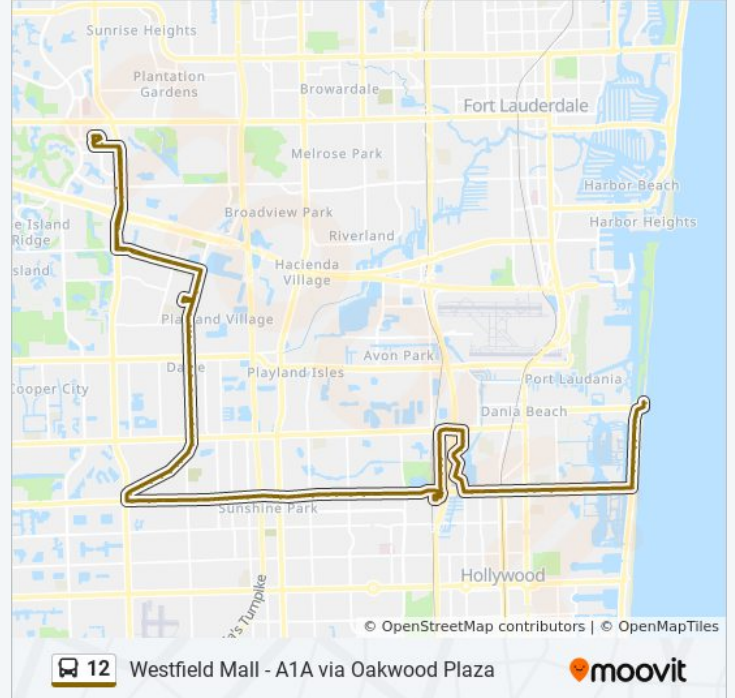 Sunrise Heights
Plantation
Gardens
Browardale
Fort Lauderdale
Melrose Park
Harbor Beach
Broadview Park
Harbor Heights
e Island
Ridge
Riverland
sland
Hacienda
Village
Playland Village
Avon Park
Davie
Playland Isles
Port Laudania
Cooper City
Dania Beach
Sunshine Park
Hollywood
a's Turnpike
© OpenStreetMap contributors | © OpenMapTiles
12 Westfield Mall - A1A via Oakwood Plaza
moovit